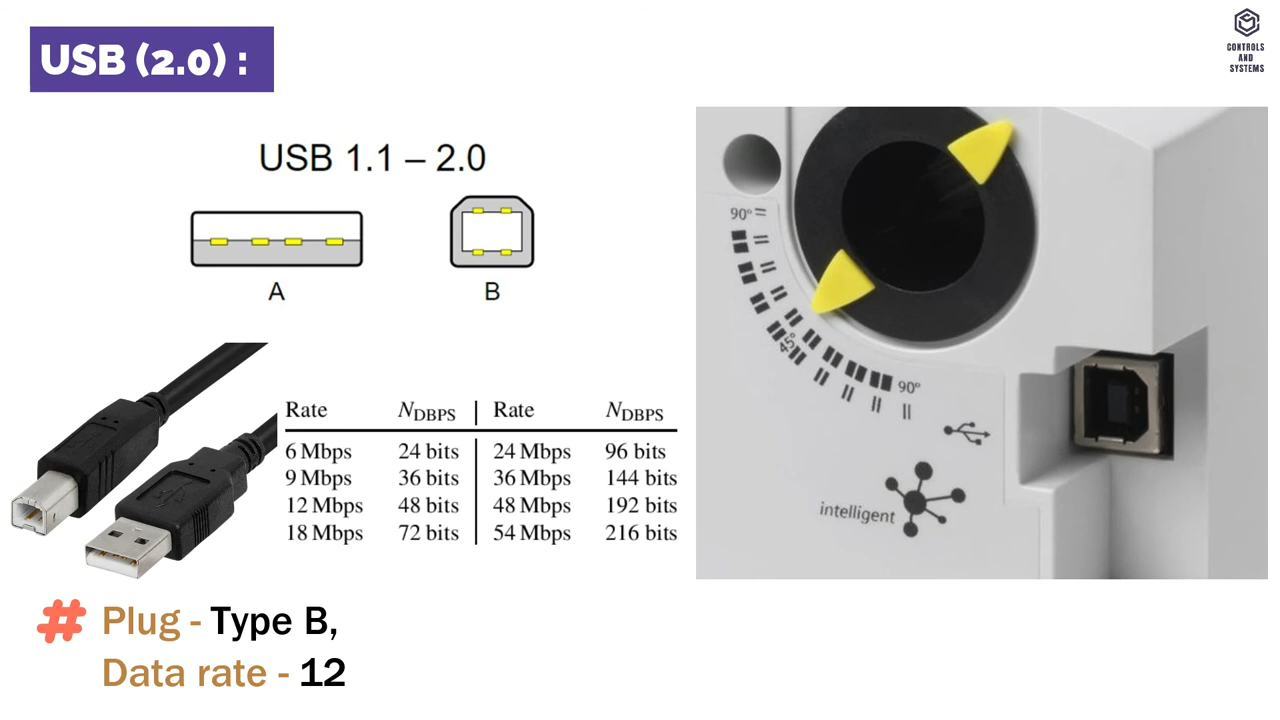 USB (2.0) :
CONTROLS
AND
SYSTEMS
USB 1.1 – 2.0
A
B
Rate NDBPS Rate NDBPS
6 Mbps 24 bits 24 Mbps 96 bits
9 Mbps 36 bits 36 Mbps 144 bits
12 Mbps 48 bits 48 Mbps 192 bits
18 Mbps 72 bits 54 Mbps 216 bits
90°
45°
90°
intelligent
# Plug - Type B,
Data rate - 12